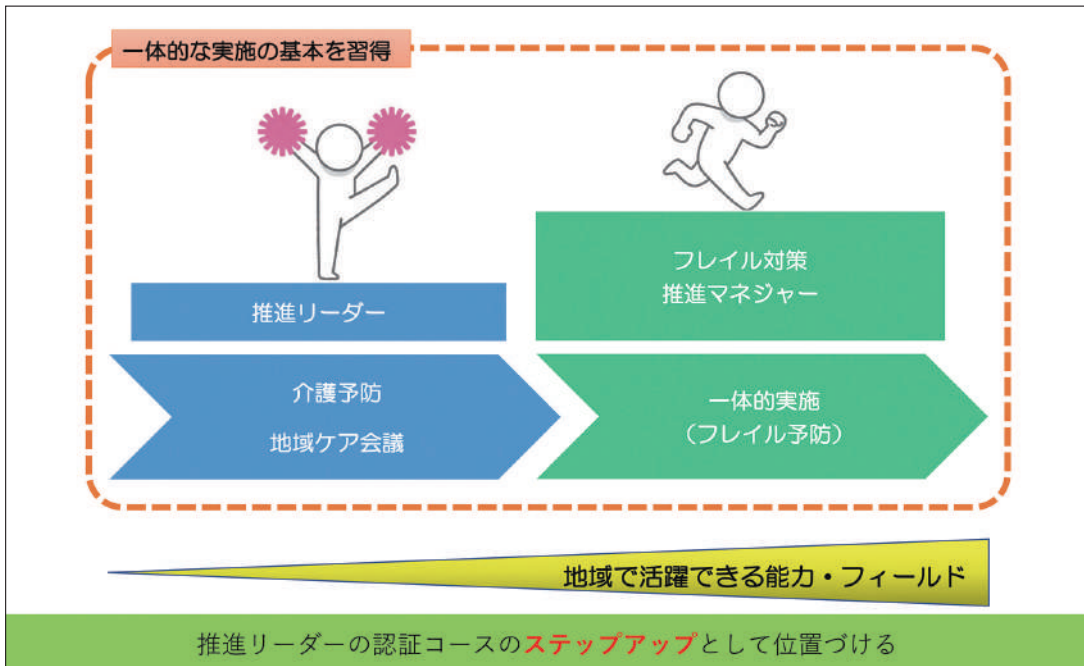 一体的な実施の基本を習得
推進リーダー
フレイル対策
推進マネジャー
介護予防
地域ケア会議
一体的実施
（フレイル予防）
地域で活躍できる能力・フィールド
推進リーダーの認証コースのステップアップとして位置づける